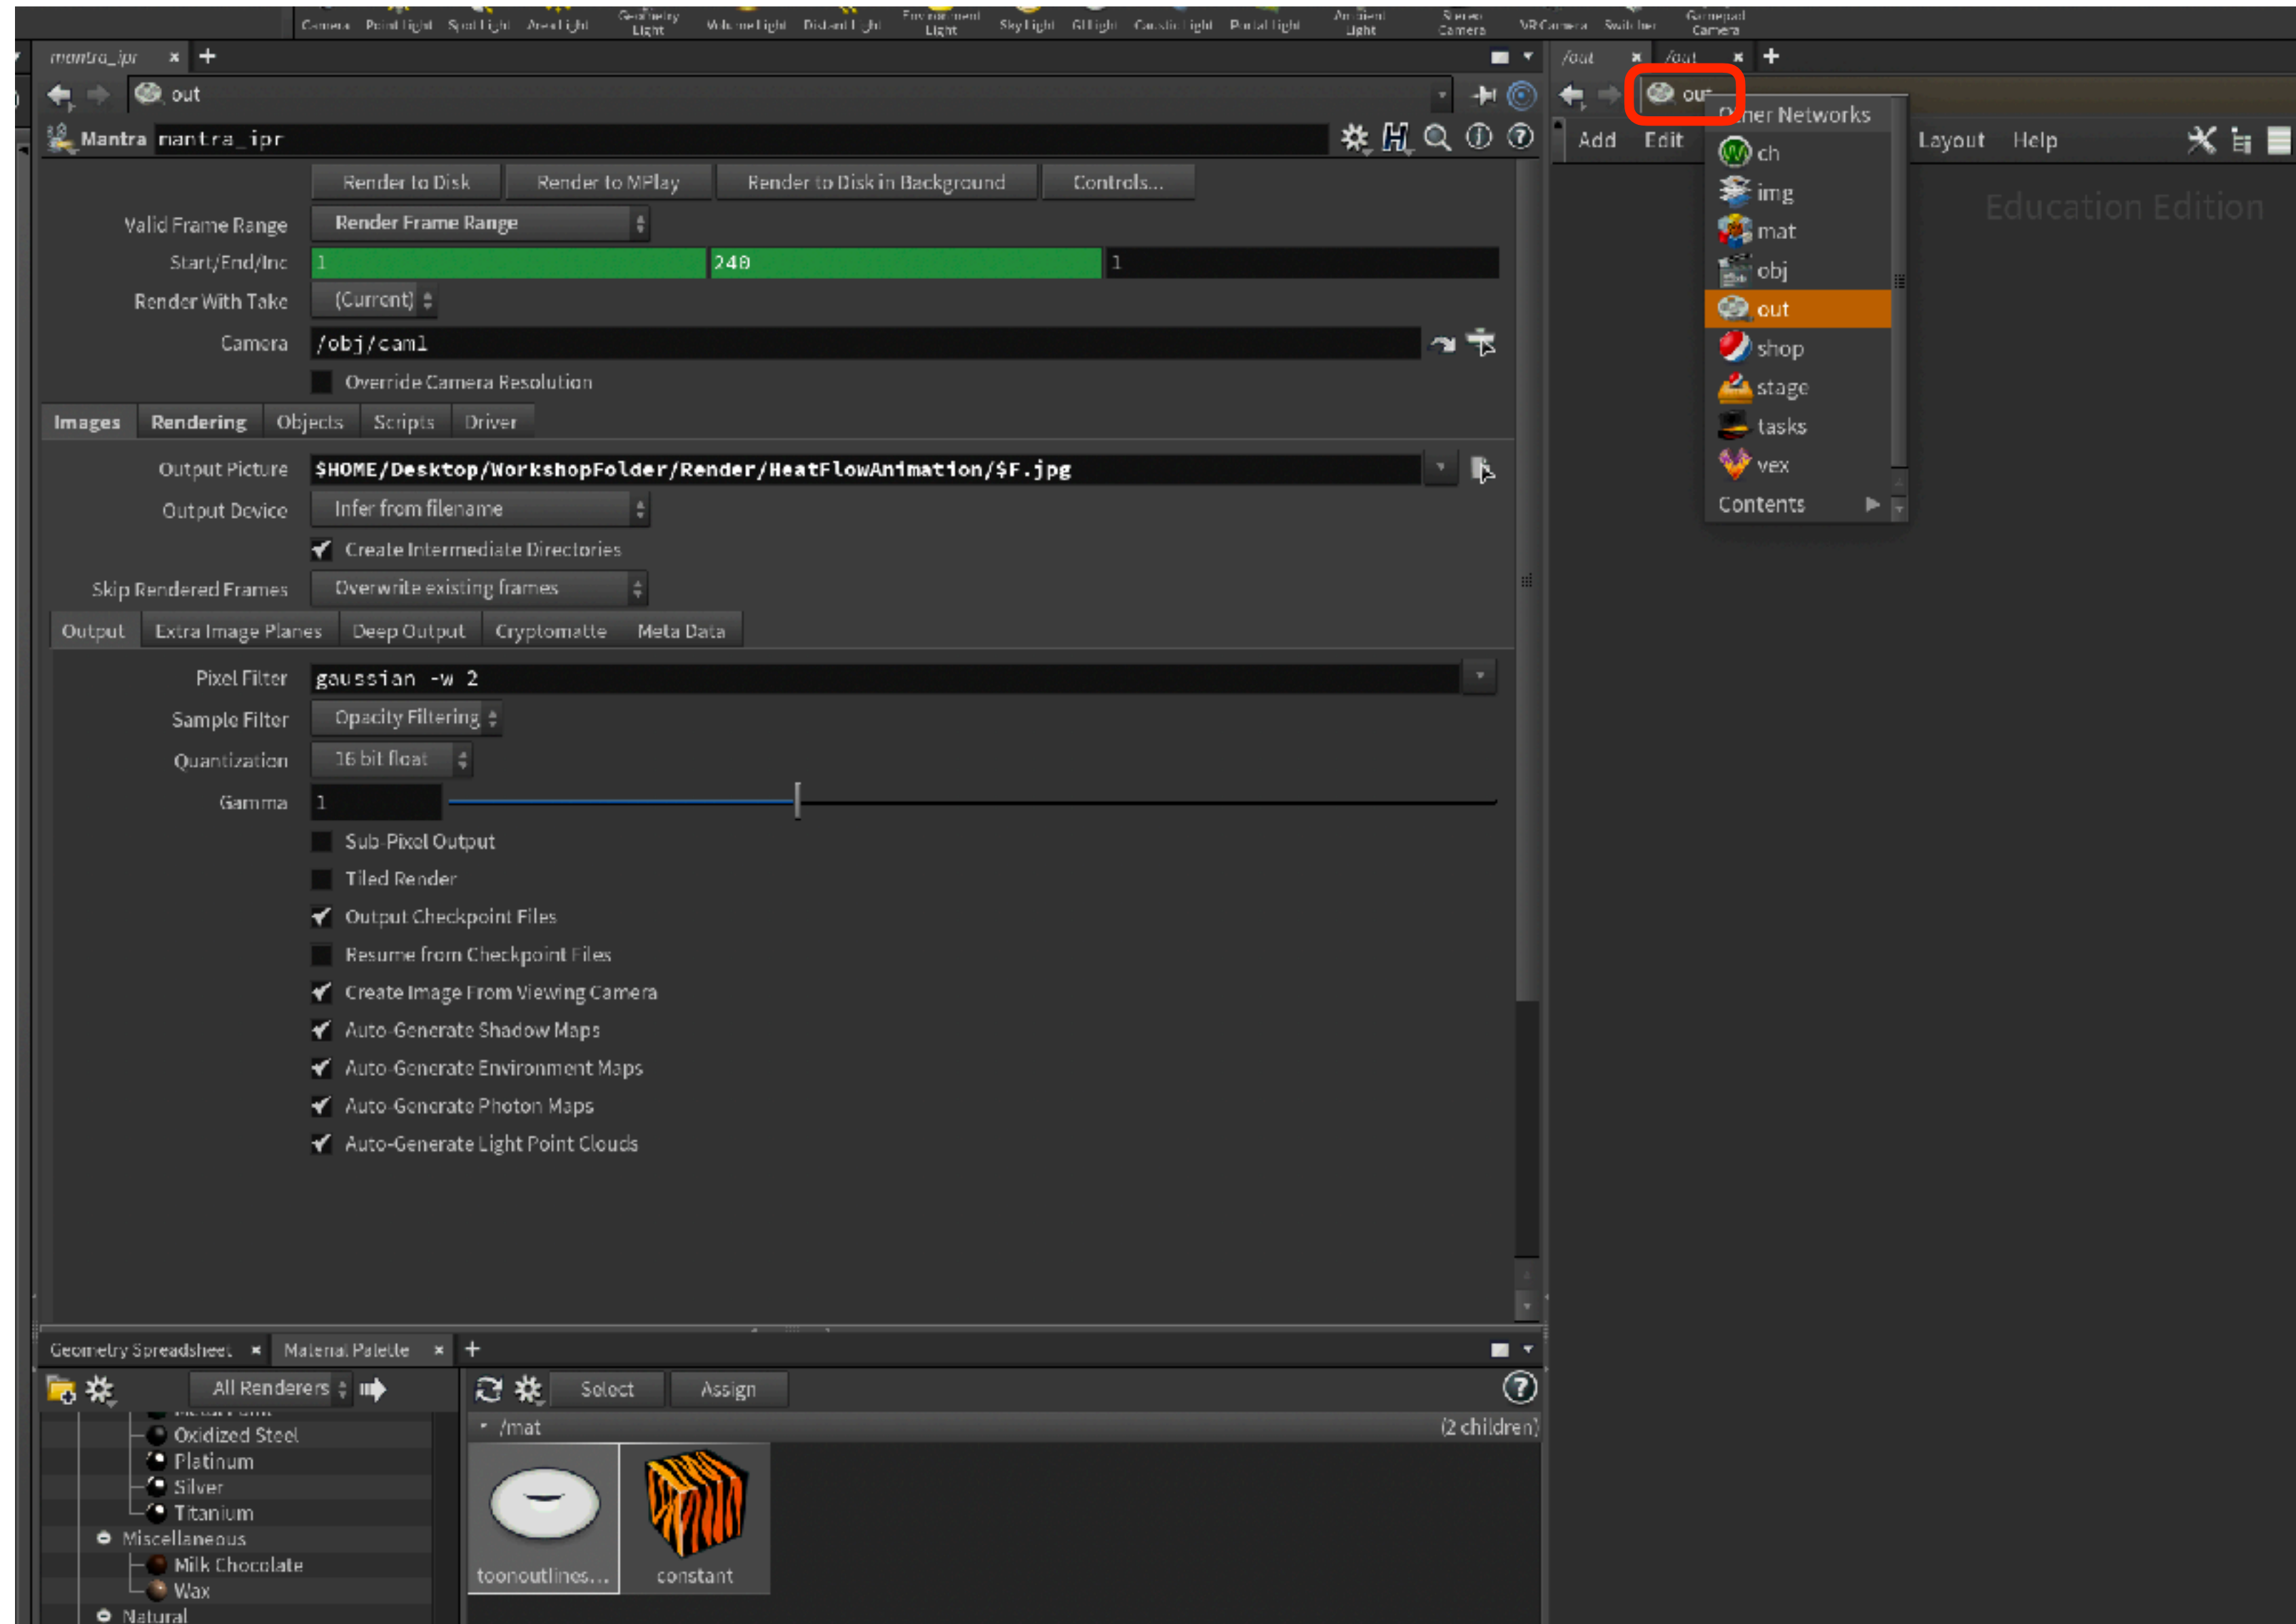 Camera Point Light Spot Light Area Light Geometry Light Volume Light Distant Light Environment Light Sky Light GI Light Caustic Light Portal Light Ambient Light Stereo Camera VR Camera Switcher Gamepad Camera
mantra_ipr
/out /out
out
out
Mantra mantra_ipr
Add Edit Layout Help
Other Networks
ch
img
mat
obj
out
shop
stage
tasks
vex
Contents
Education Edition
Render to Disk Render to MPlay Render to Disk in Background Controls...
Valid Frame Range Render Frame Range
Start/End/Inc 1 240 1
Render With Take (Current)
Camera /obj/cam1
Override Camera Resolution
Images Rendering Objects Scripts Driver
Output Picture $HOME/Desktop/WorkshopFolder/Render/HeatFlowAnimation/$F.jpg
Output Device Infer from filename
Create Intermediate Directories
Skip Rendered Frames Overwrite existing frames
Output Extra Image Planes Deep Output Cryptomatte Meta Data
Pixel Filter gaussian -w 2
Sample Filter Opacity Filtering
Quantization 16 bit float
Gamma 1
Sub-Pixel Output
Tiled Render
Output Checkpoint Files
Resume from Checkpoint Files
Create Image From Viewing Camera
Auto-Generate Shadow Maps
Auto-Generate Environment Maps
Auto-Generate Photon Maps
Auto-Generate Light Point Clouds
Geometry Spreadsheet Material Palette
All Renderers Select Assign
Oxidized Steel
Platinum
Silver
Titanium
Miscellaneous
Milk Chocolate
Wax
Natural
/mat (2 children)
toonoutlines... constant